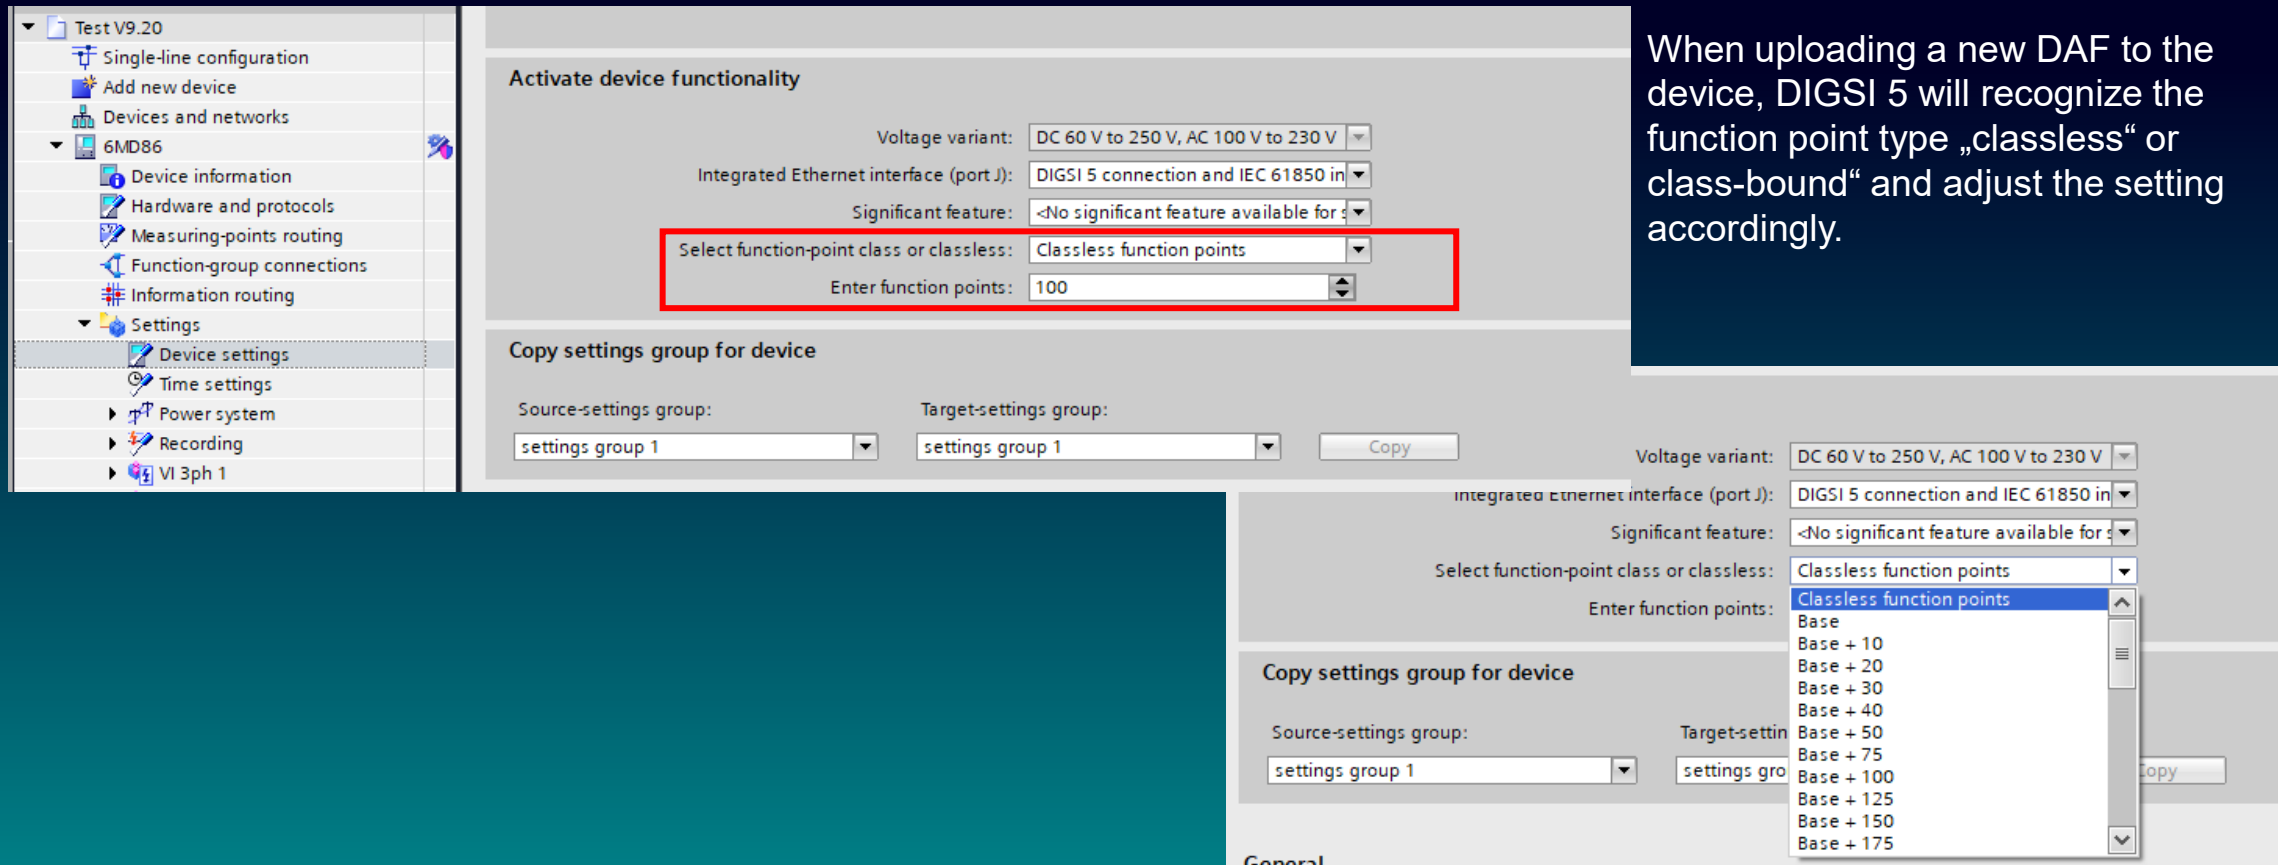 Test V9.20
Single-line configuration
Add new device
Devices and networks
6MD86
Device information
Hardware and protocols
Measuring-points routing
Function-group connections
Information routing
Settings
Device settings
Time settings
Power system
Recording
VI 3ph 1
Activate device functionality
Voltage variant: DC 60 V to 250 V, AC 100 V to 230 V
Integrated Ethernet interface (port J): DIGSI 5 connection and IEC 61850 in
Significant feature: <No significant feature available for s
Select function-point class or classless: Classless function points
Enter function points: 100
Copy settings group for device
Source-settings group: Target-settings group:
settings group 1 settings group 1 Copy
When uploading a new DAF to the
device, DIGSI 5 will recognize the
function point type „classless“ or
class-bound“ and adjust the setting
accordingly.
Voltage variant: DC 60 V to 250 V, AC 100 V to 230 V
Integrated Ethernet interface (port J): DIGSI 5 connection and IEC 61850 in
Significant feature: <No significant feature available for s
Select function-point class or classless: Classless function points
Enter function points:
Classless function points
Base
Base + 10
Base + 20
Base + 30
Base + 40
Base + 50
Base + 75
Base + 100
Base + 125
Base + 150
Base + 175
Copy settings group for device
Source-settings group: Target-settin
settings group 1 settings gro Copy
General